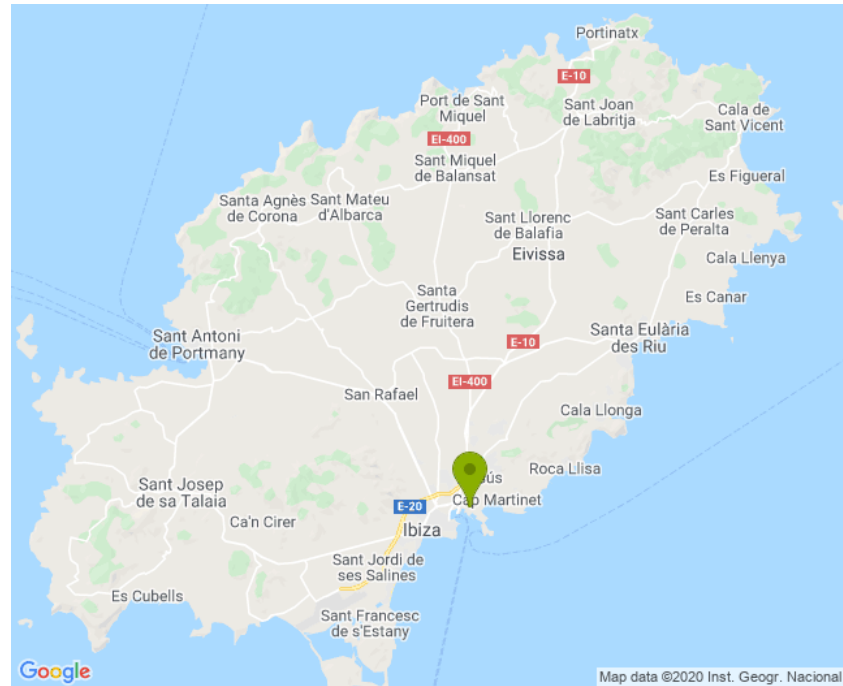 Portinatx
E-10
Port de Sant
Miquel
Sant Joan
de Labritja
Cala de
Sant Vicent
EI-400
Sant Miquel
de Balansat
Es Figueral
Santa Agnès
de Corona
Sant Mateu
d'Albarca
Sant Llorenc
de Balafia
Sant Carles
de Peralta
Eivissa
Cala Llenya
Santa
Gertrudis
de Fruitera
Es Canar
Sant Antoni
de Portmany
Santa Eulària
des Riu
E-10
EI-400
San Rafael
Cala Llonga
Roca Llisa
Sant Josep
de sa Talaia
Cap Martinet
E-20
Ca'n Cirer
Ibiza
Sant Jordi de
ses Salines
Es Cubells
Sant Francesc
de s'Estany
Google
Map data ©2020 Inst. Geogr. Nacional